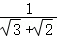 1
√3 + √2